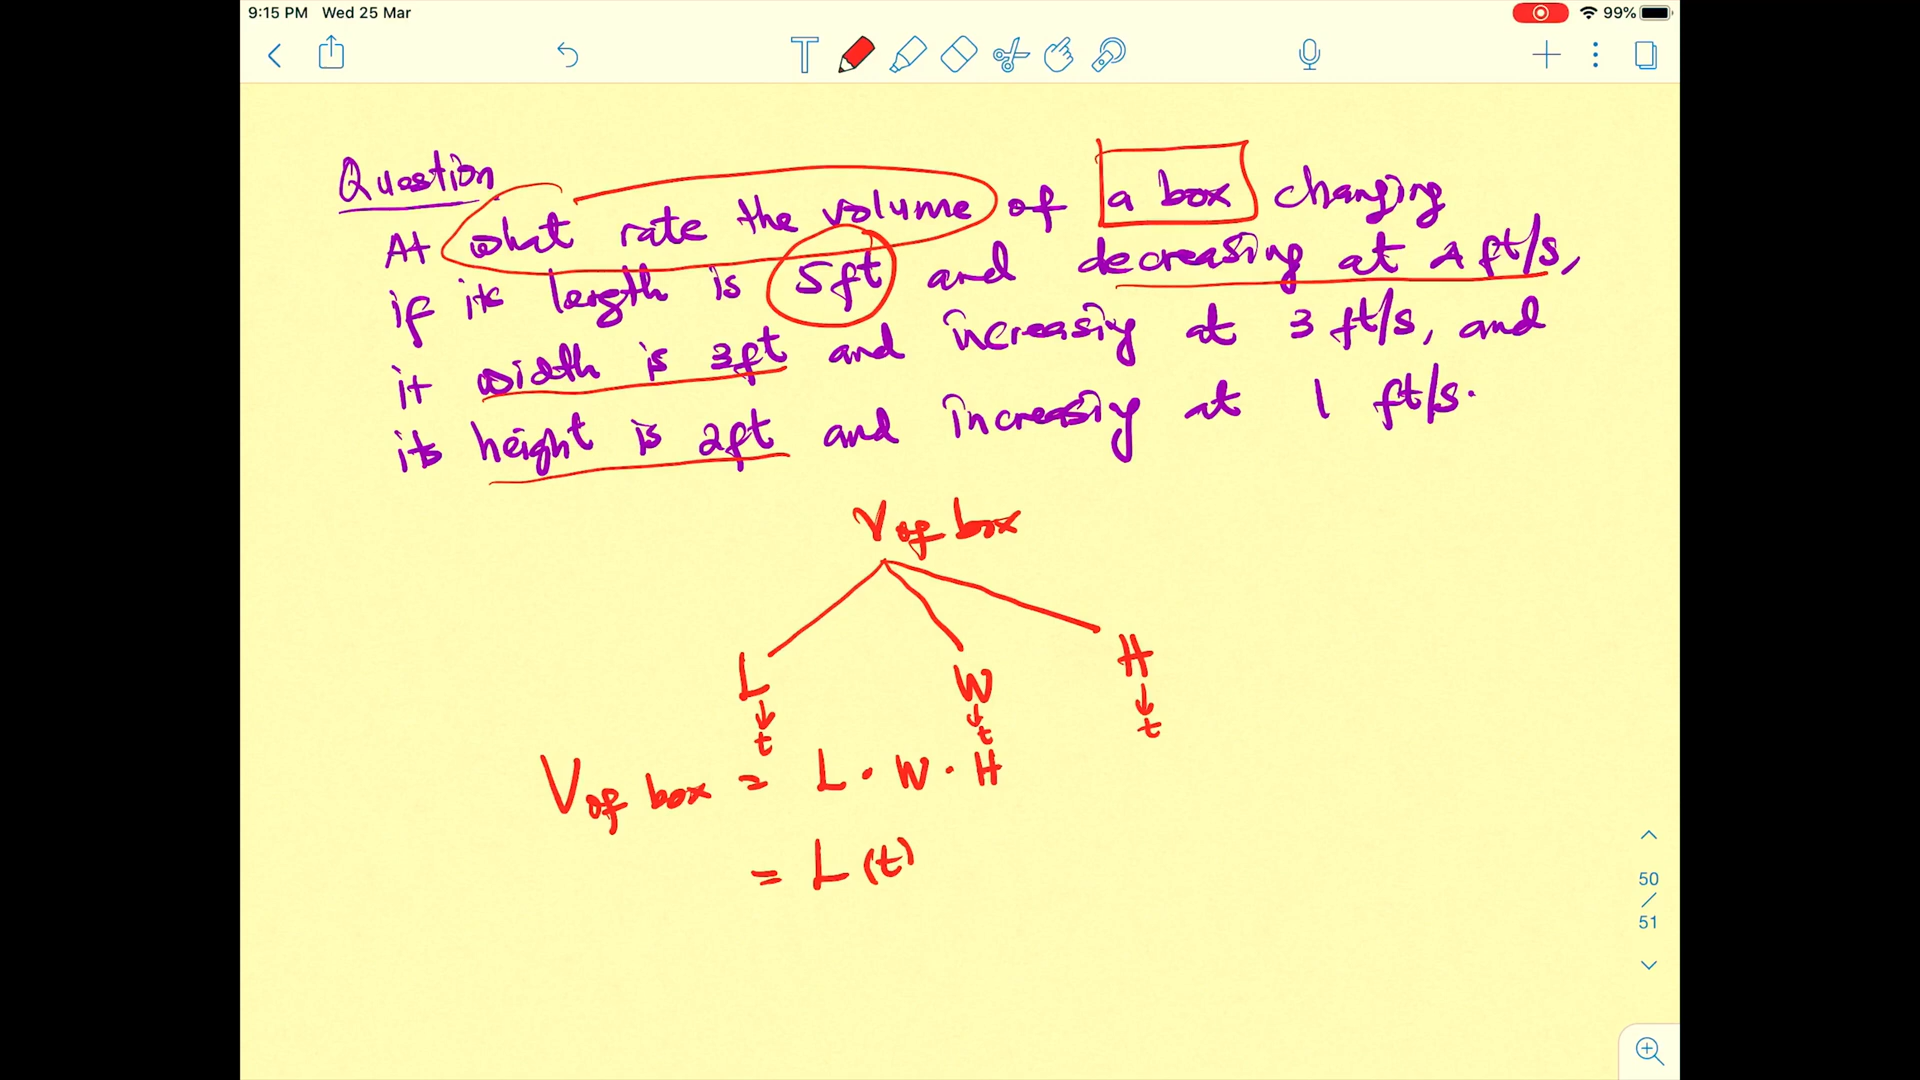 9:15 PM Wed 25 Mar
99%
T
Question
At what rate the volume of a box changing
if its length is 5ft and decreasing at 4 ft/s,
it width is 3ft and increasing at 3 ft/s, and
its height is 2ft and increasing at 1 ft/s.
V of box
L W H
t t t
V of box = L · W · H
= L (t)
50
/
51